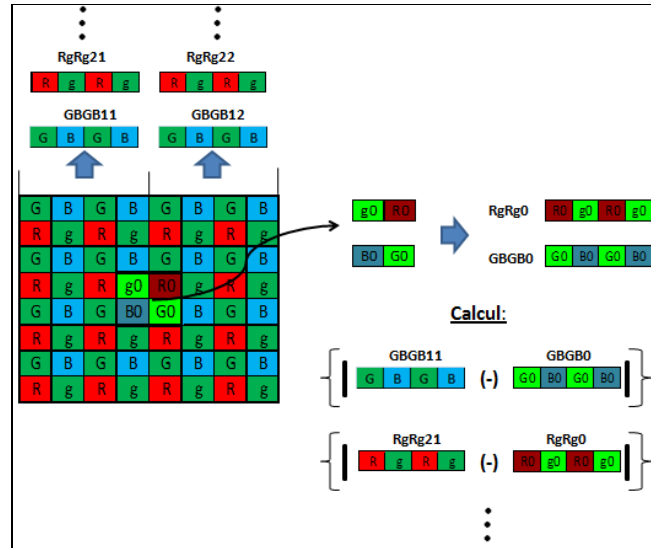 RgRg21 RgRg22
R g R g R g R g
GBGB11 GBGB12
G B G B G B G B
G B G B G B G B
R g R g R g R g
G B G B G B G B
R g R g0 R0 g R g
G B G B0 G0 B G B
R g R g R g R g
G B G B G B G B
R g R g R g R g
g0 R0
B0 G0
RgRg0 R0 g0 R0 g0
GBGB0 G0 B0 G0 B0
Calcul:
GBGB11 GBGB0
G B G B (-) G0 B0 G0 B0
RgRg21 RgRg0
R g R g (-) R0 g0 R0 g0